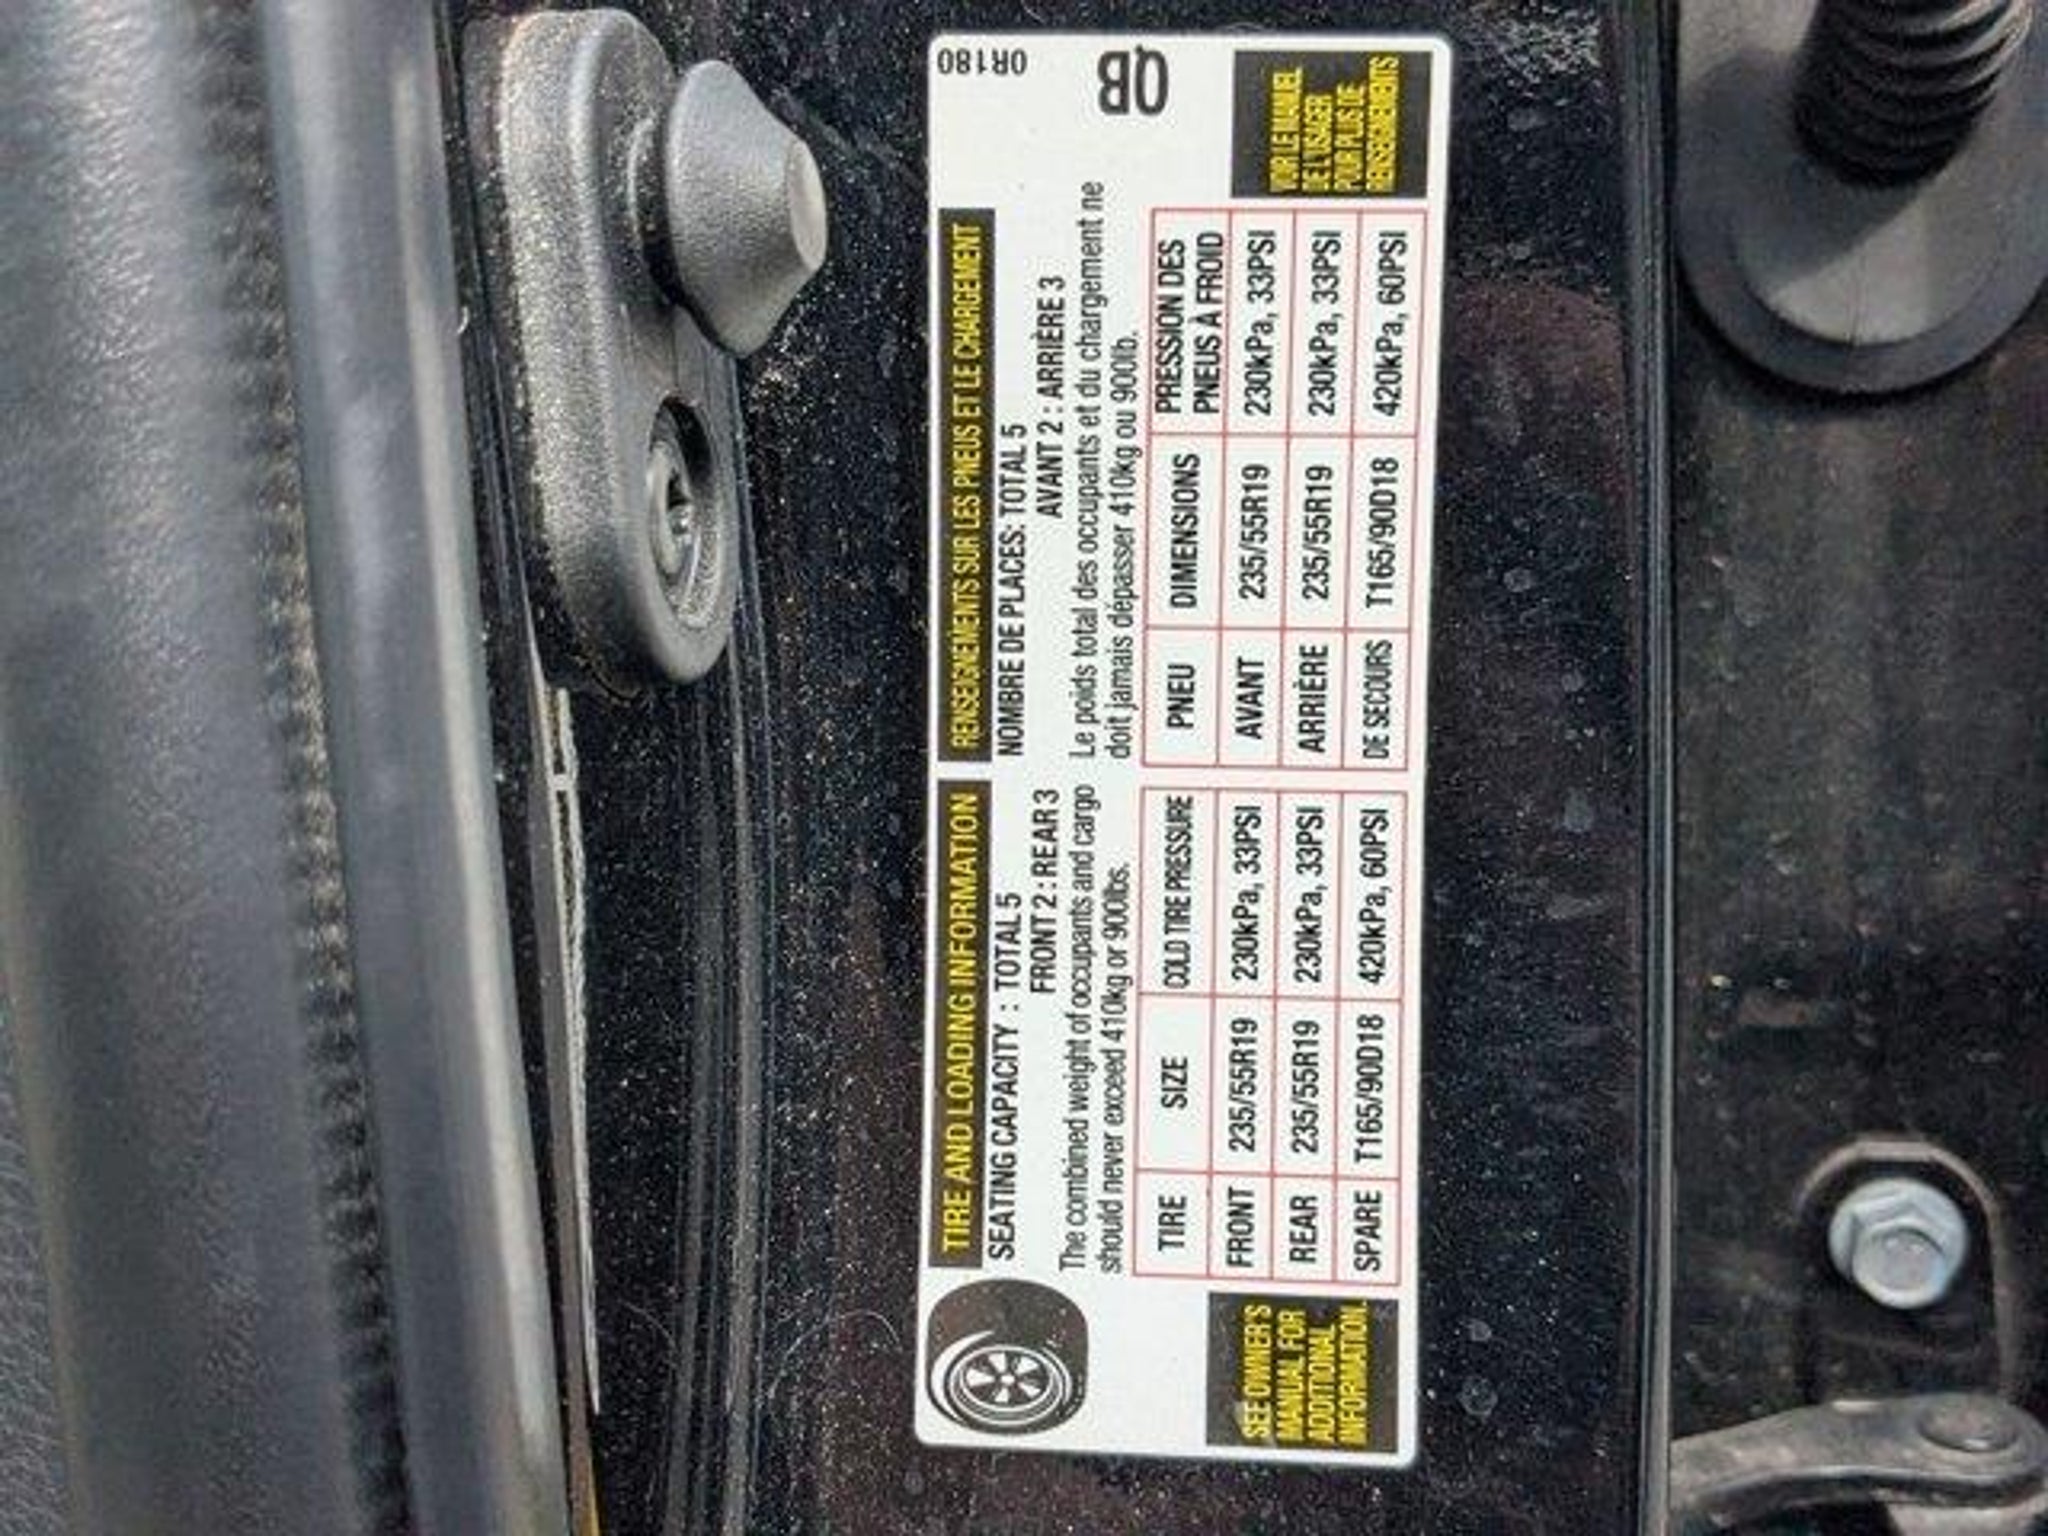 TIRE AND LOADING INFORMATION
SEATING CAPACITY : TOTAL 5
FRONT 2 : REAR 3
The combined weight of occupants and cargo
should never exceed 410kg or 900lbs.
TIRE SIZE COLD TIRE PRESSURE
FRONT 235/55R19 230kPa, 33PSI
REAR 235/55R19 230kPa, 33PSI
SPARE T165/90D18 420kPa, 60PSI
SEE OWNER'S
MANUAL FOR
ADDITIONAL
INFORMATION.
RENSEIGNEMENTS SUR LES PNEUS ET LE CHARGEMENT
NOMBRE DE PLACES: TOTAL 5
AVANT 2 : ARRIÈRE 3
Le poids total des occupants et du chargement ne
doit jamais dépasser 410kg ou 900lb.
PNEU DIMENSIONS PRESSION DES
PNEUS À FROID
AVANT 235/55R19 230kPa, 33PSI
ARRIÈRE 235/55R19 230kPa, 33PSI
DE SECOURS T165/90D18 420kPa, 60PSI
0R180
QB
VOIR LE MANUEL
DE L'USAGER
POUR PLUS DE
RENSEIGNEMENTS